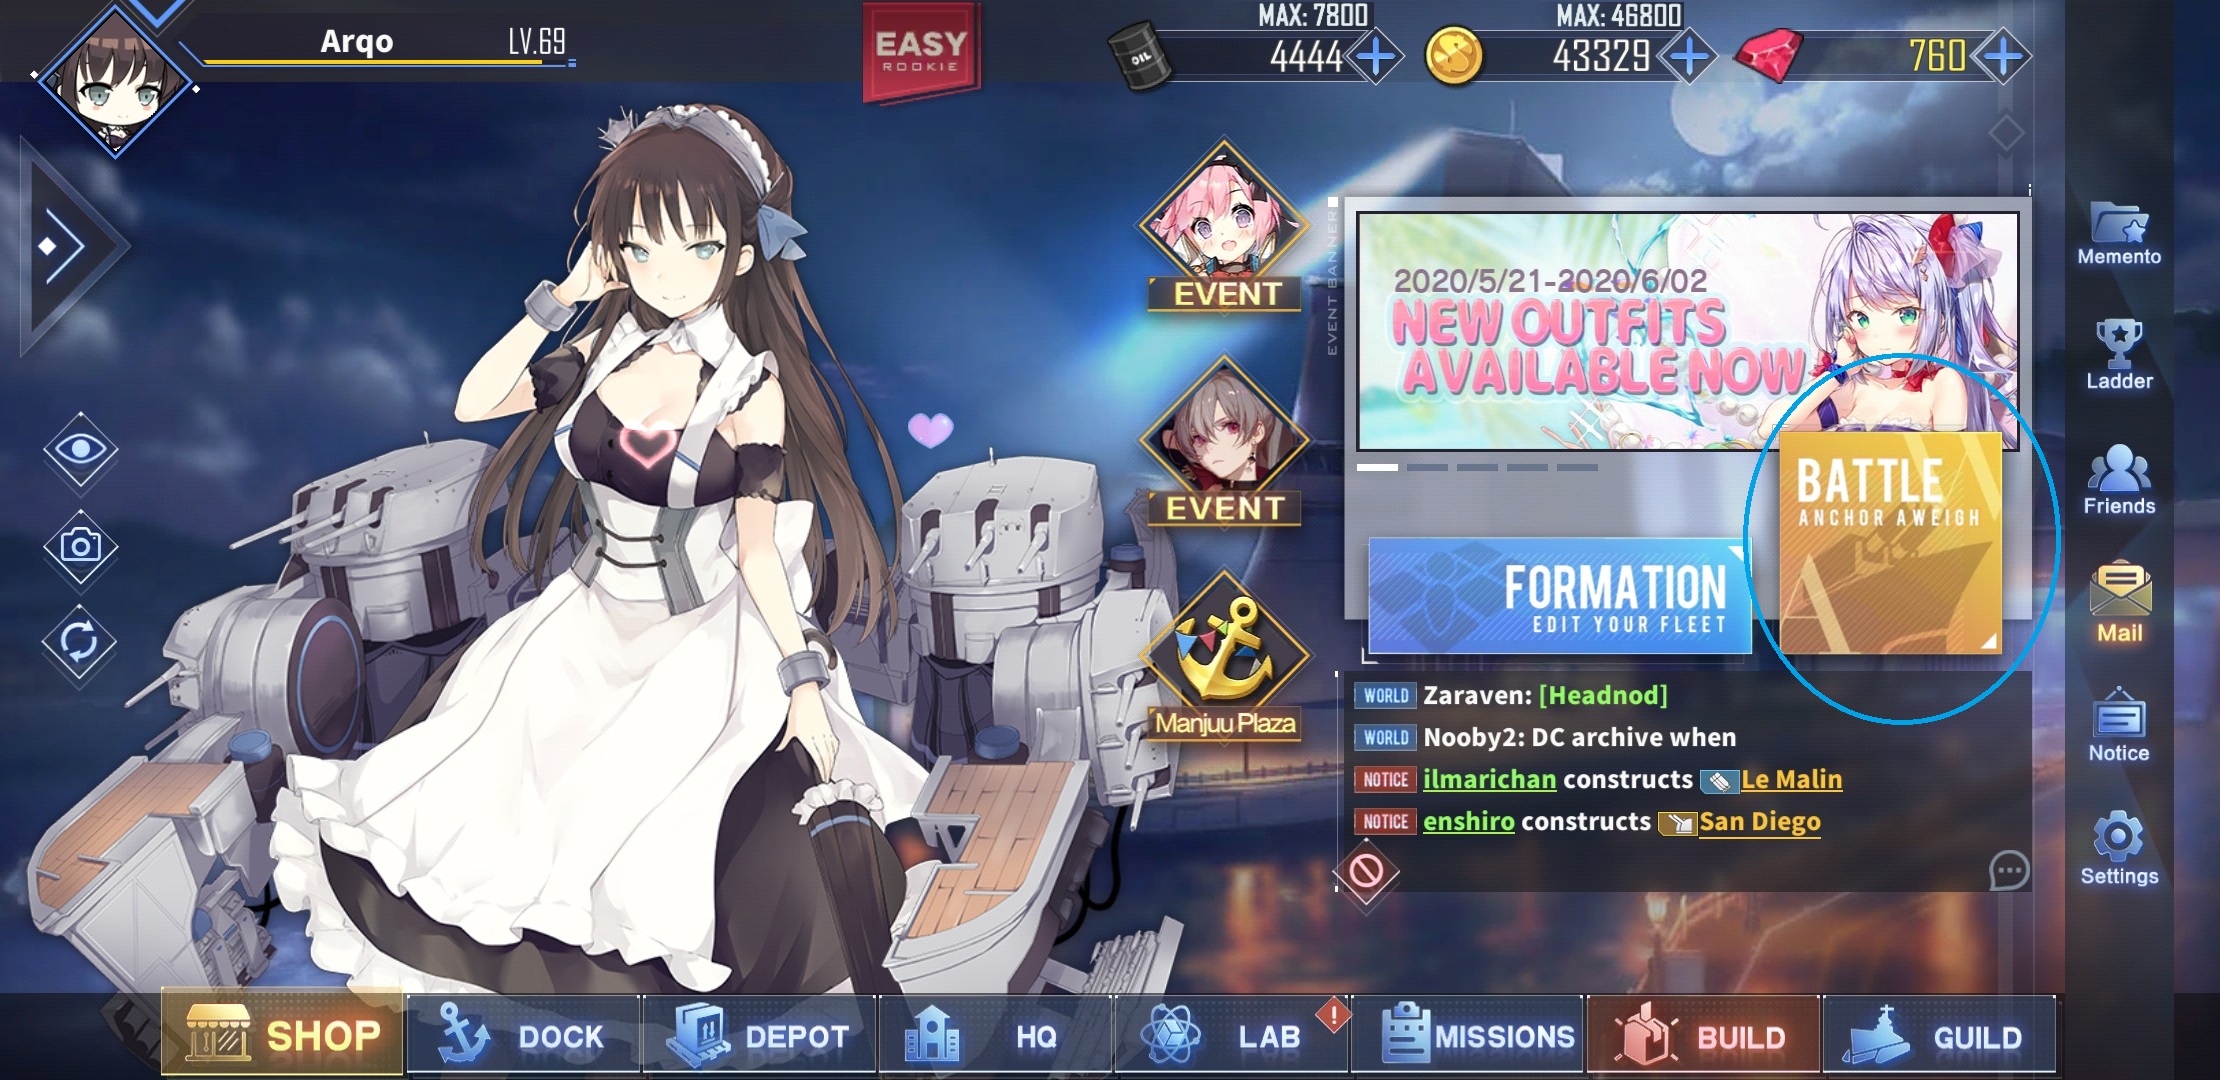 Arqo
LV.69
EASY
ROOKIE
MAX: 7800
OIL
4444
MAX: 46800
43329
760
EVENT
EVENT
Manjuu Plaza
EVENT BANNER
2020/5/21-2020/6/02
NEW OUTFITS
AVAILABLE NOW
BATTLE
ANCHOR AWEIGH
FORMATION
EDIT YOUR FLEET
WORLD Zaraven: [Headnod]
WORLD Nooby2: DC archive when
NOTICE ilmarichan constructs Le Malin
NOTICE enshiro constructs San Diego
Memento
Ladder
Friends
Mail
Notice
Settings
SHOP
DOCK
DEPOT
HQ
LAB
MISSIONS
BUILD
GUILD